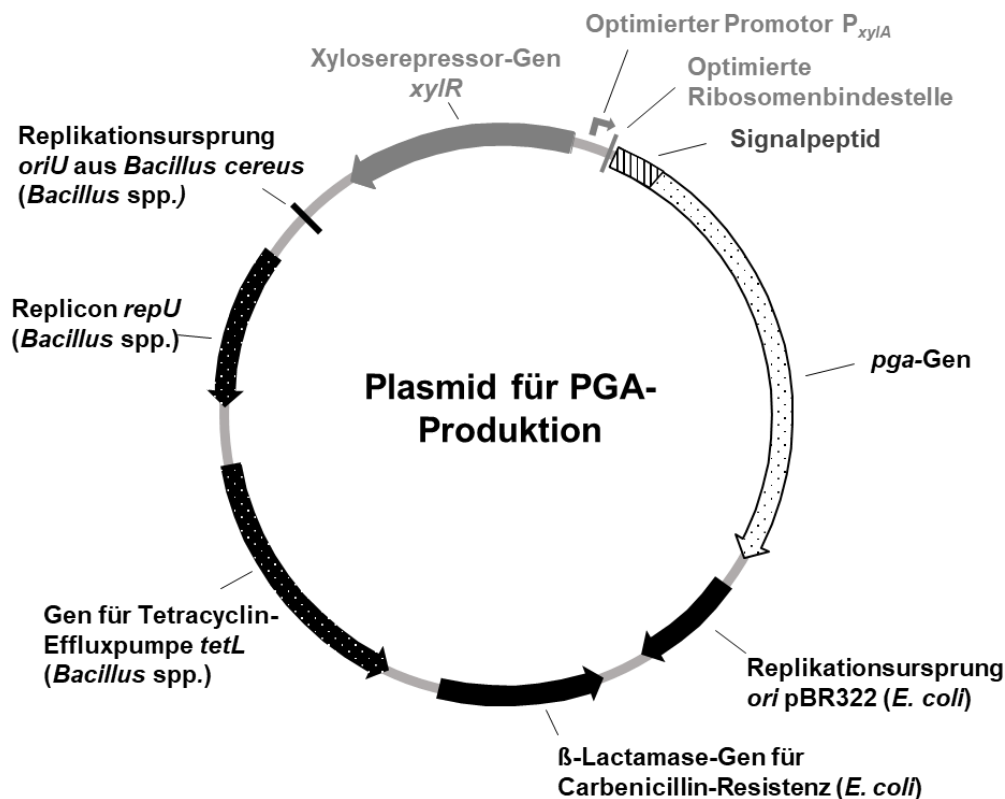 Optimierter Promotor PxylA
Xyloserepressor-Gen
xylR
Optimierte
Ribosomenbindestelle
Signalpeptid
Replikationsursprung
oriU aus Bacillus cereus
(Bacillus spp.)
Replicon repU
(Bacillus spp.)
Plasmid für PGA-
Produktion
pga-Gen
Gen für Tetracyclin-
Effluxpumpe tetL
(Bacillus spp.)
Replikationsursprung
ori pBR322 (E. coli)
ß-Lactamase-Gen für
Carbenicillin-Resistenz (E. coli)